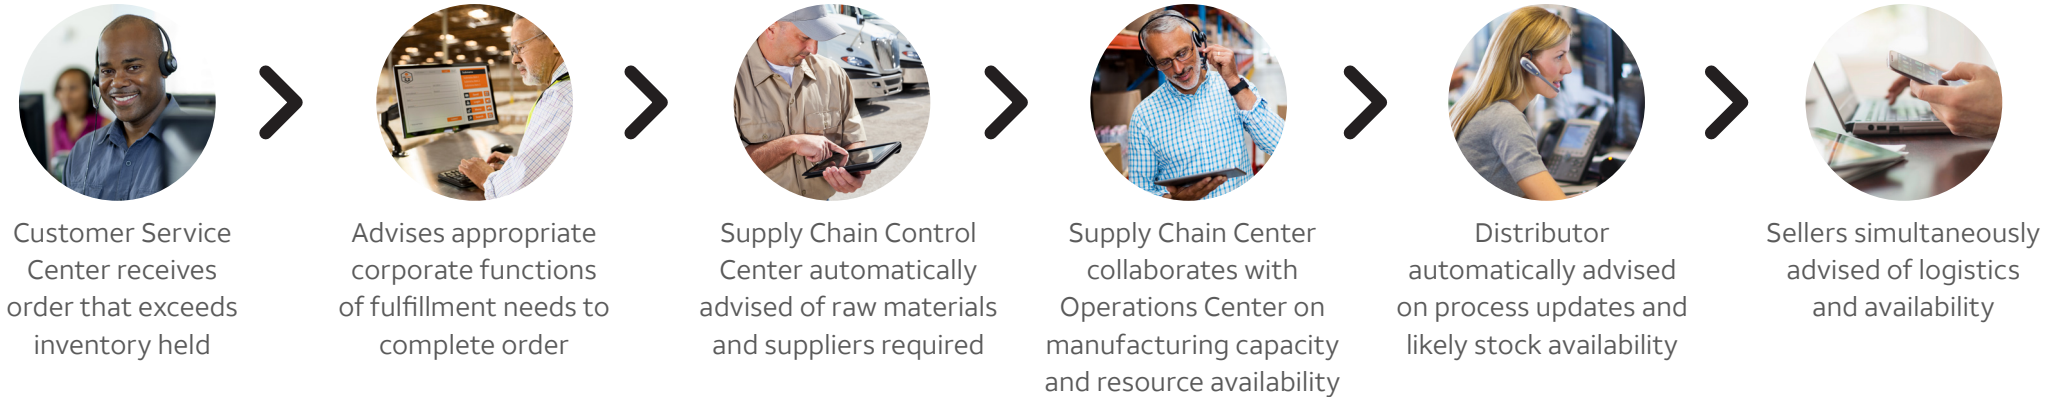 Customer Service
Center receives
order that exceeds
inventory held
Advises appropriate
corporate functions
of fulfillment needs to
complete order
Supply Chain Control
Center automatically
advised of raw materials
and suppliers required
Supply Chain Center
collaborates with
Operations Center on
manufacturing capacity
and resource availability
Distributor
automatically advised
on process updates and
likely stock availability
Sellers simultaneously
advised of logistics
and availability